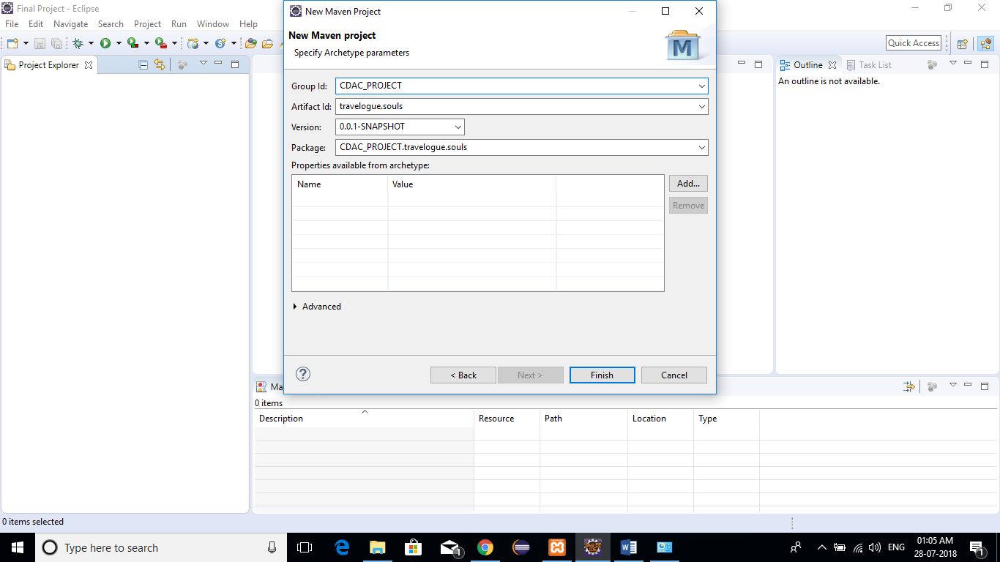 Final Project - Eclipse
File Edit Navigate Search Project Run Window Help
Quick Access
Project Explorer
New Maven Project
New Maven project
Specify Archetype parameters
M
Group Id: CDAC_PROJECT
Artifact Id: travelogue.souls
Version: 0.0.1-SNAPSHOT
Package: CDAC_PROJECT.travelogue.souls
Properties available from archetype:
Name Value
Add...
Remove
Advanced
?
< Back Next > Finish Cancel
Outline Task List
An outline is not available.
Ma
0 items
Description Resource Path Location Type
0 items selected
Type here to search
1
ENG
01:05 AM
28-07-2018
1